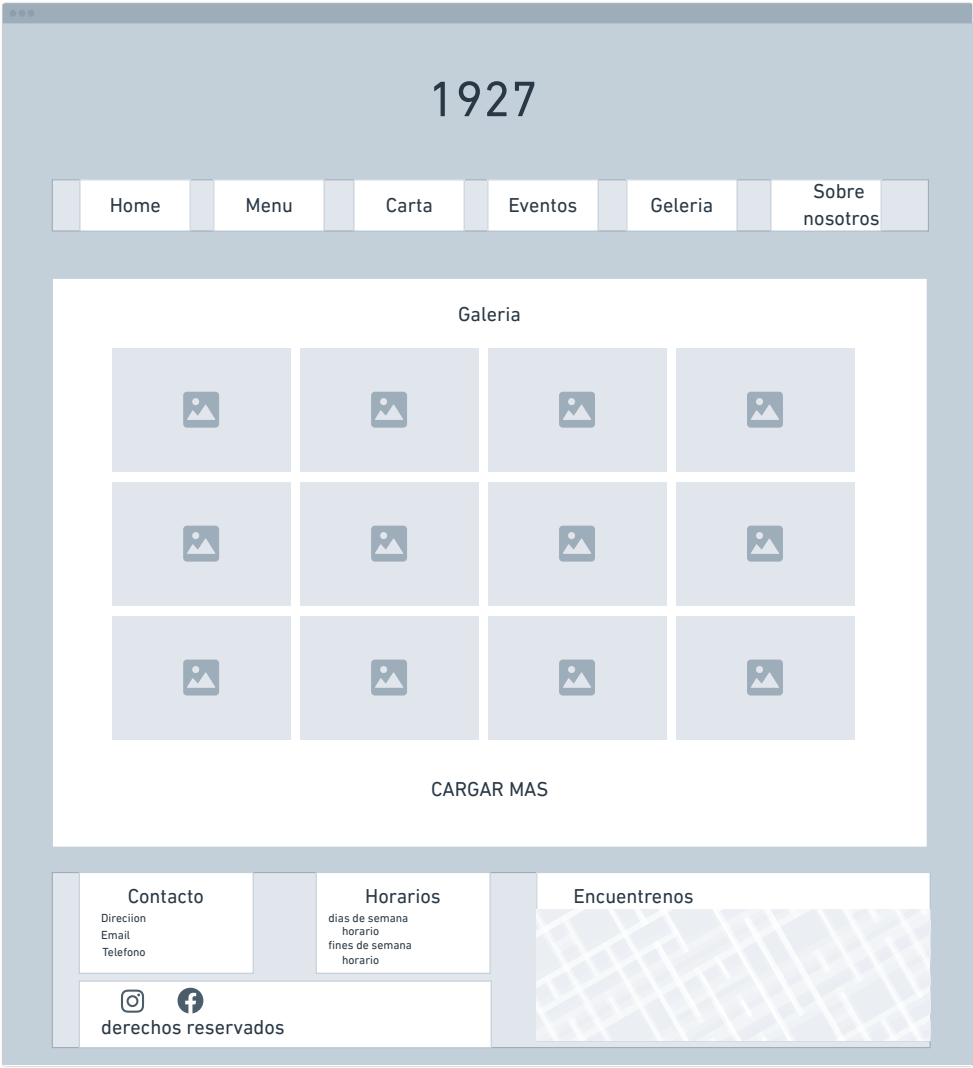 1927
Home
Menu
Carta
Eventos
Geleria
Sobre
nosotros
Galeria
CARGAR MAS
Contacto
Direciion
Email
Telefono
Horarios
dias de semana
horario
fines de semana
horario
Encuentrenos
derechos reservados